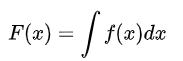 F(x) = ∫ f(x)dx